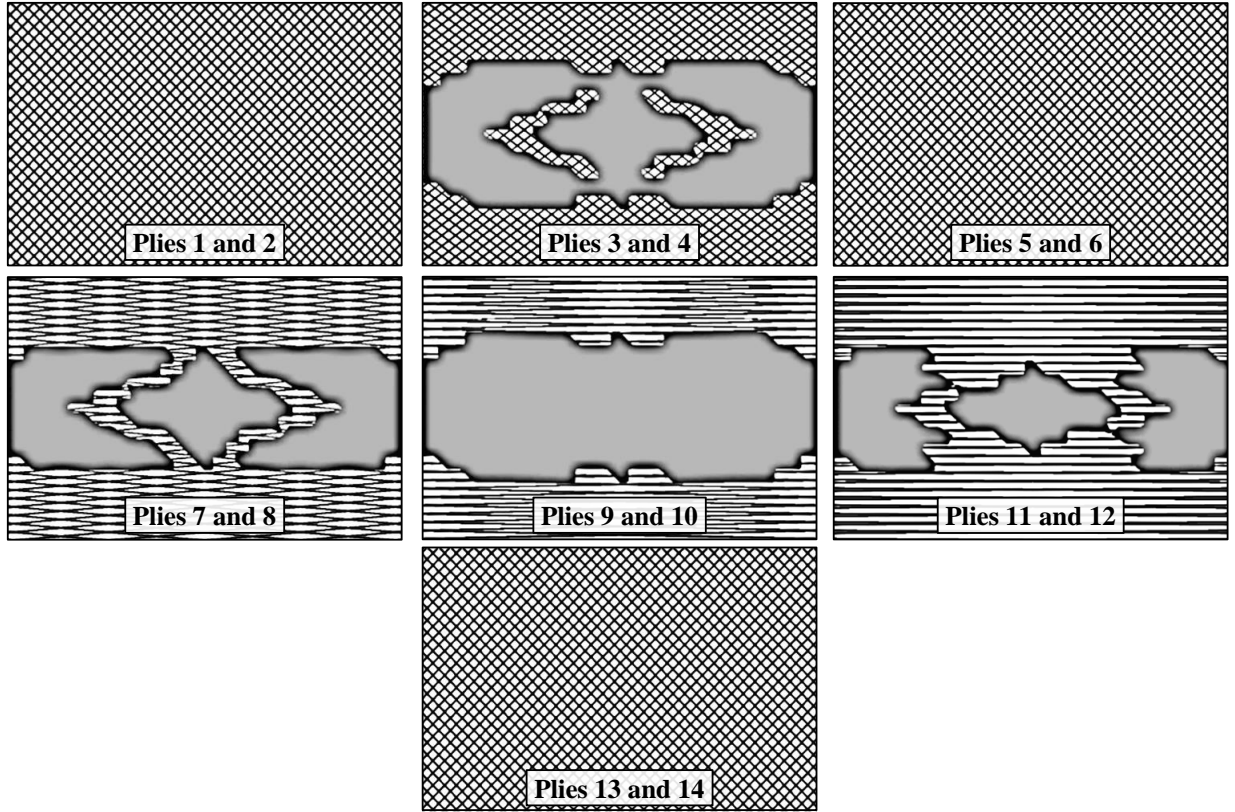 Plies 1 and 2
Plies 3 and 4
Plies 5 and 6
Plies 7 and 8
Plies 9 and 10
Plies 11 and 12
Plies 13 and 14